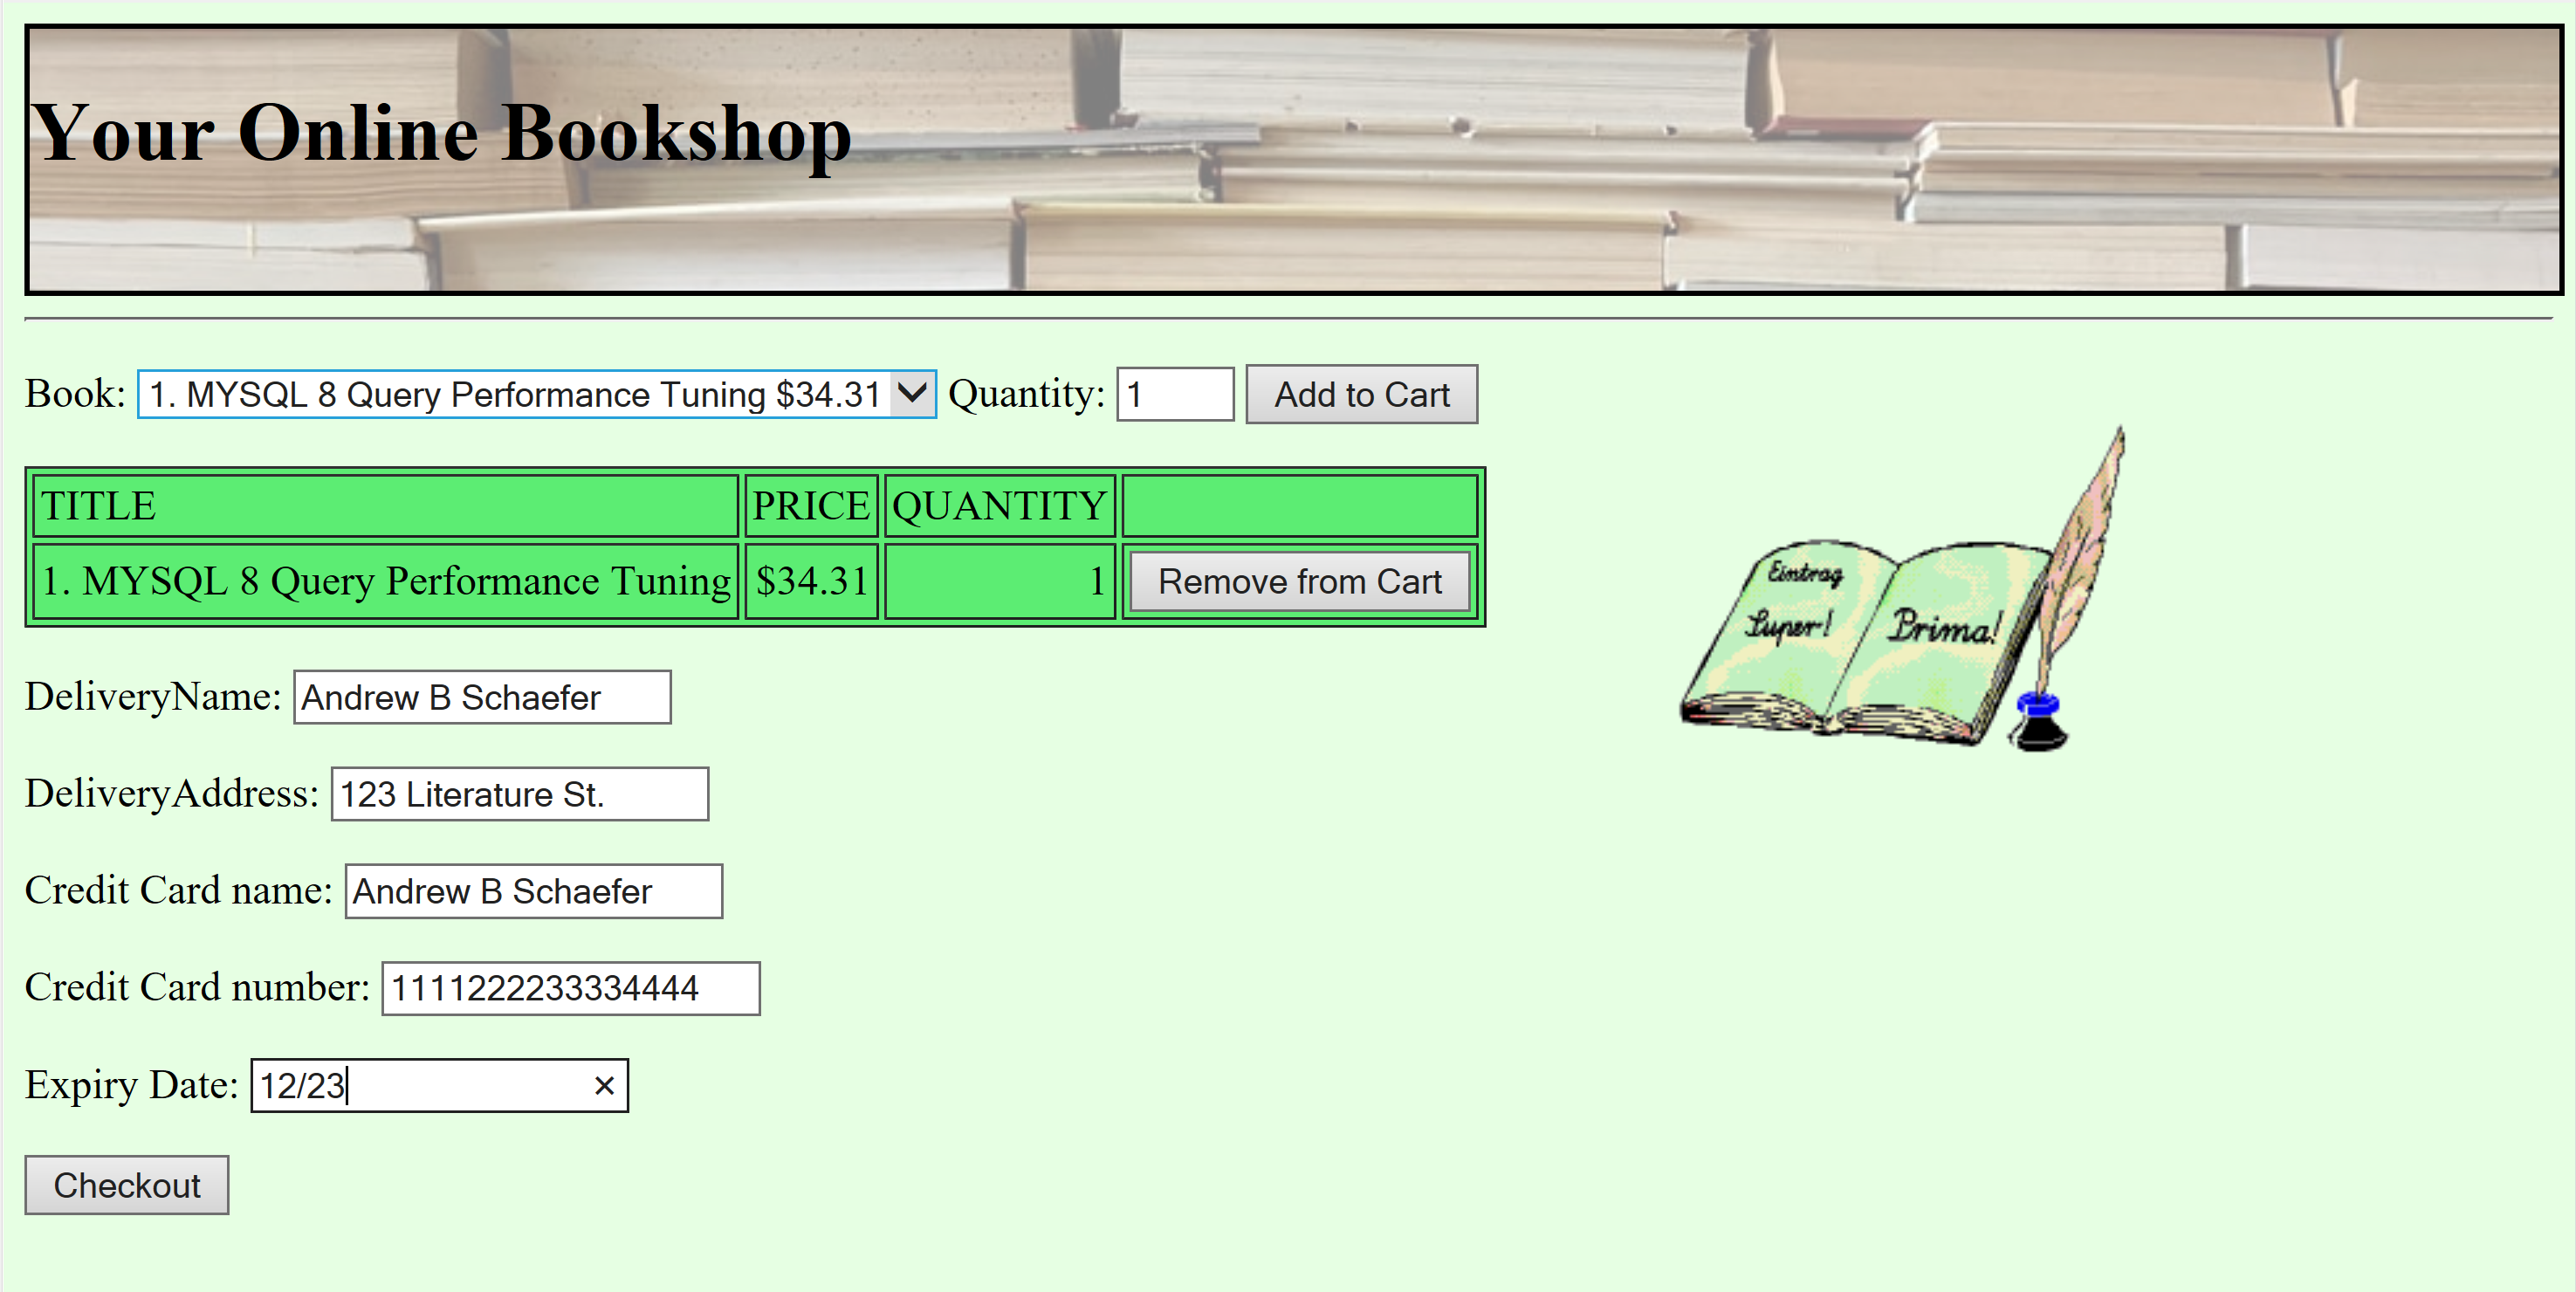 Your Online Bookshop
Book: 1. MYSQL 8 Query Performance Tuning $34.31 Quantity: 1 Add to Cart
TITLE PRICE QUANTITY
1. MYSQL 8 Query Performance Tuning $34.31 1 Remove from Cart
Eintrag
Super! Prima!
DeliveryName: Andrew B Schaefer
DeliveryAddress: 123 Literature St.
Credit Card name: Andrew B Schaefer
Credit Card number: 1111222233334444
Expiry Date: 12/23
Checkout